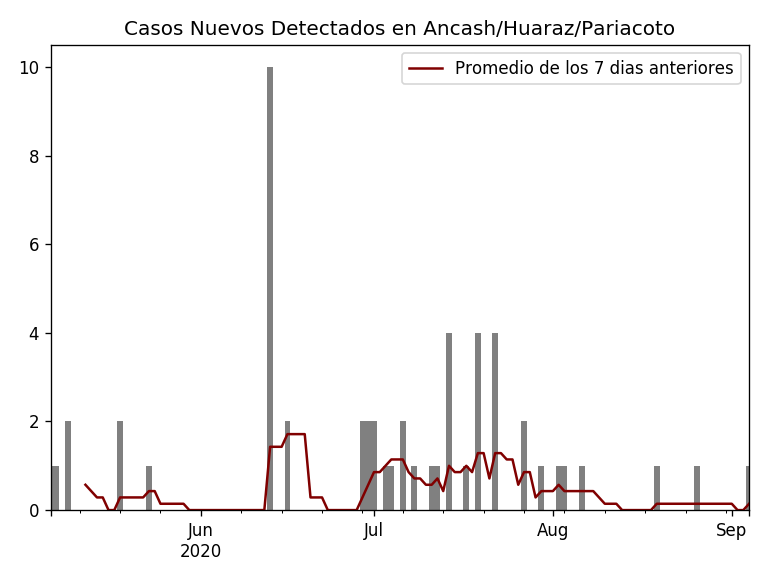 Casos Nuevos Detectados en Ancash/Huaraz/Pariacoto
Promedio de los 7 dias anteriores
10
8
6
4
2
0
Jun
2020
Jul
Aug
Sep